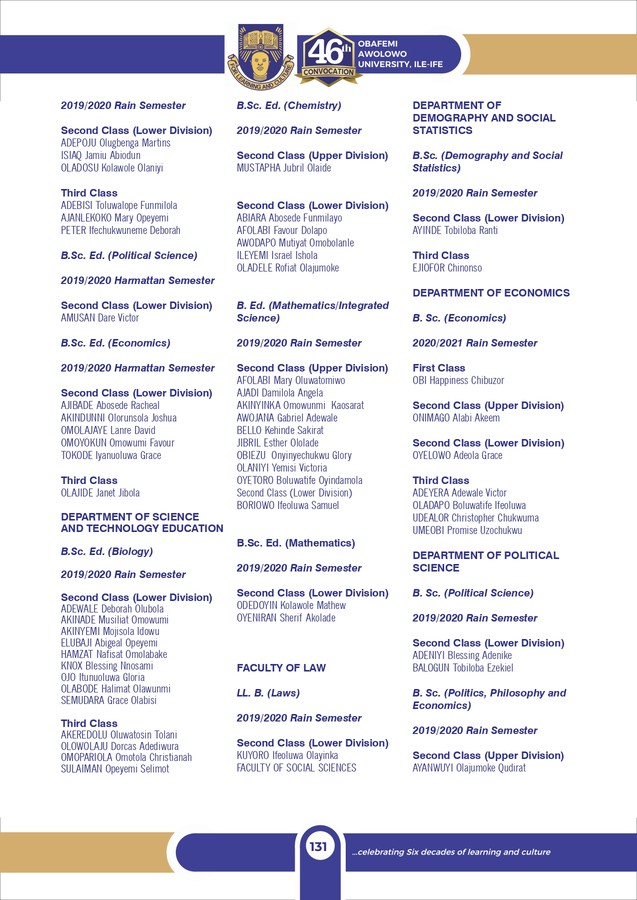 FOR LEARNING AND CULTURE
46th
CONVOCATION
OBAFEMI
AWOLOWO
UNIVERSITY, ILE-IFE
2019/2020 Rain Semester
Second Class (Lower Division)
ADEPOJU Olugbenga Martins
ISIAQ Jamiu Abiodun
OLADOSU Kolawole Olaniyi
Third Class
ADEBISI Toluwalope Funmilola
AJANLEKOKO Mary Opeyemi
PETER Ifechukwuneme Deborah
B.Sc. Ed. (Political Science)
2019/2020 Harmattan Semester
Second Class (Lower Division)
AMUSAN Dare Victor
B.Sc. Ed. (Economics)
2019/2020 Harmattan Semester
Second Class (Lower Division)
AJIBADE Abosede Racheal
AKINDUNNI Olorunsola Joshua
OMOLAJAYE Lanre David
OMOYOKUN Omowumi Favour
TOKODE Iyanuoluwa Grace
Third Class
OLAJIDE Janet Jibola
DEPARTMENT OF SCIENCE
AND TECHNOLOGY EDUCATION
B.Sc. Ed. (Biology)
2019/2020 Rain Semester
Second Class (Lower Division)
ADEWALE Deborah Olubola
AKINADE Musiliat Omowumi
AKINYEMI Mojisola Idowu
ELUBAJI Abigeal Opeyemi
HAMZAT Nafisat Omolabake
KNOX Blessing Nnosami
OJO Itunuoluwa Gloria
OLABODE Halimat Olawunmi
SEMUDARA Grace Olabisi
Third Class
AKEREDOLU Oluwatosin Tolani
OLOWOLAJU Dorcas Adediwura
OMOPARIOLA Omotola Christianah
SULAIMAN Opeyemi Selimot
B.Sc. Ed. (Chemistry)
2019/2020 Rain Semester
Second Class (Upper Division)
MUSTAPHA Jubril Olaide
Second Class (Lower Division)
ABIARA Abosede Funmilayo
AFOLABI Favour Dolapo
AWODAPO Mutiyat Omobolanle
ILEYEMI Israel Ishola
OLADELE Rofiat Olajumoke
B. Ed. (Mathematics/Integrated
Science)
2019/2020 Rain Semester
Second Class (Upper Division)
AFOLABI Mary Oluwatomiwo
AJADI Damilola Angela
AKINYINKA Omowunmi Kaosarat
AWOJANA Gabriel Adewale
BELLO Kehinde Sakirat
JIBRIL Esther Ololade
OBIEZU Onyinyechukwu Glory
OLANIYI Yemisi Victoria
OYETORO Boluwatife Oyindamola
Second Class (Lower Division)
BORIOWO Ifeoluwa Samuel
B.Sc. Ed. (Mathematics)
2019/2020 Rain Semester
Second Class (Lower Division)
ODEDOYIN Kolawole Mathew
OYENIRAN Sherif Akolade
FACULTY OF LAW
LL. B. (Laws)
2019/2020 Rain Semester
Second Class (Lower Division)
KUYORO Ifeoluwa Olayinka
FACULTY OF SOCIAL SCIENCES
DEPARTMENT OF
DEMOGRAPHY AND SOCIAL
STATISTICS
B.Sc. (Demography and Social
Statistics)
2019/2020 Rain Semester
Second Class (Lower Division)
AYINDE Tobiloba Ranti
Third Class
EJIOFOR Chinonso
DEPARTMENT OF ECONOMICS
B. Sc. (Economics)
2020/2021 Rain Semester
First Class
OBI Happiness Chibuzor
Second Class (Upper Division)
ONIMAGO Alabi Akeem
Second Class (Lower Division)
OYELOWO Adeola Grace
Third Class
ADEYERA Adewale Victor
OLADAPO Boluwatife Ifeoluwa
UDEALOR Christopher Chukwuma
UMEOBI Promise Uzochukwu
DEPARTMENT OF POLITICAL
SCIENCE
B. Sc. (Political Science)
2019/2020 Rain Semester
Second Class (Lower Division)
ADENIYI Blessing Adenike
BALOGUN Tobiloba Ezekiel
B. Sc. (Politics, Philosophy and
Economics)
2019/2020 Rain Semester
Second Class (Upper Division)
AYANWUYI Olajumoke Qudirat
131
...celebrating Six decades of learning and culture